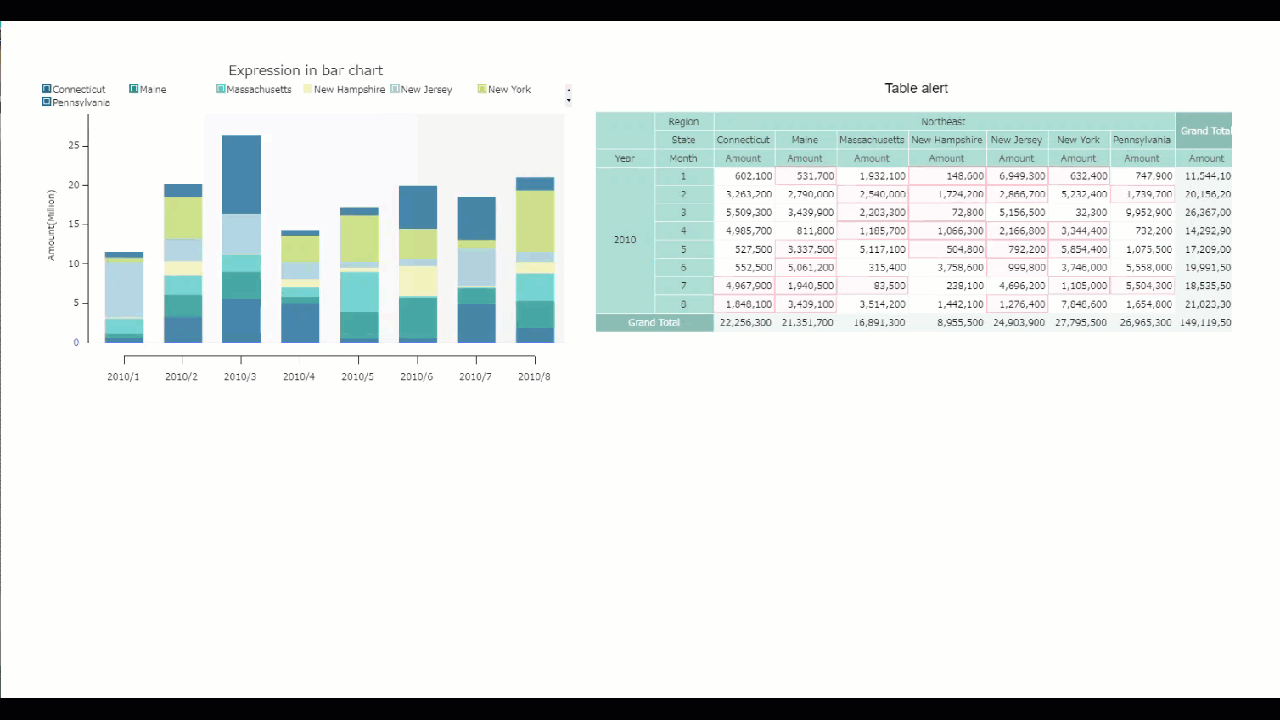 Expression in bar chart
Connecticut Maine Massachusetts New Hampshire New Jersey New York
Pennsylvania
Amount(Million)
25
20
15
10
5
0
2010/1 2010/2 2010/3 2010/4 2010/5 2010/6 2010/7 2010/8
Table alert
Region Northeast Grand Total
State Connecticut Maine Massachusetts New Hampshire New Jersey New York Pennsylvania
Year Month Amount Amount Amount Amount Amount Amount Amount Amount
2010
1 602,100 531,700 1,932,100 148,600 6,949,300 632,400 747,900 11,544,10
2 3,263,200 2,790,000 2,540,000 1,724,200 2,866,700 5,232,400 1,739,700 20,156,20
3 5,509,300 3,439,900 2,203,300 72,800 5,156,500 32,300 9,952,900 26,367,00
4 4,985,700 811,800 1,185,700 1,066,300 2,166,800 3,344,400 732,200 14,292,90
5 527,500 3,337,500 5,117,100 504,800 792,200 5,854,400 1,075,500 17,209,00
6 552,500 5,061,200 315,400 3,758,600 999,800 3,746,000 5,558,000 19,991,50
7 4,967,900 1,940,500 83,500 238,100 4,696,200 1,105,000 5,504,300 18,535,50
8 1,848,100 3,439,100 3,514,200 1,442,100 1,276,400 7,848,600 1,654,800 21,023,30
Grand Total 22,256,300 21,351,700 16,891,300 8,955,500 24,903,900 27,795,500 26,965,300 149,119,50